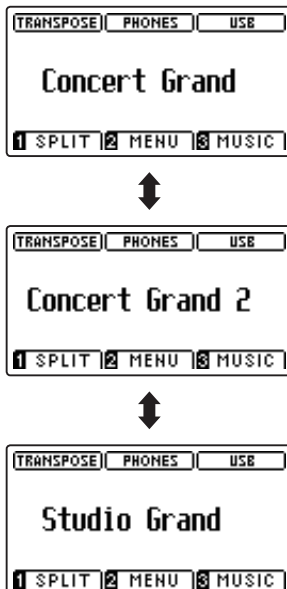 TRANSPOSE PHONES USB
Concert Grand
1 SPLIT 2 MENU 3 MUSIC
TRANSPOSE PHONES USB
Concert Grand 2
1 SPLIT 2 MENU 3 MUSIC
TRANSPOSE PHONES USB
Studio Grand
1 SPLIT 2 MENU 3 MUSIC